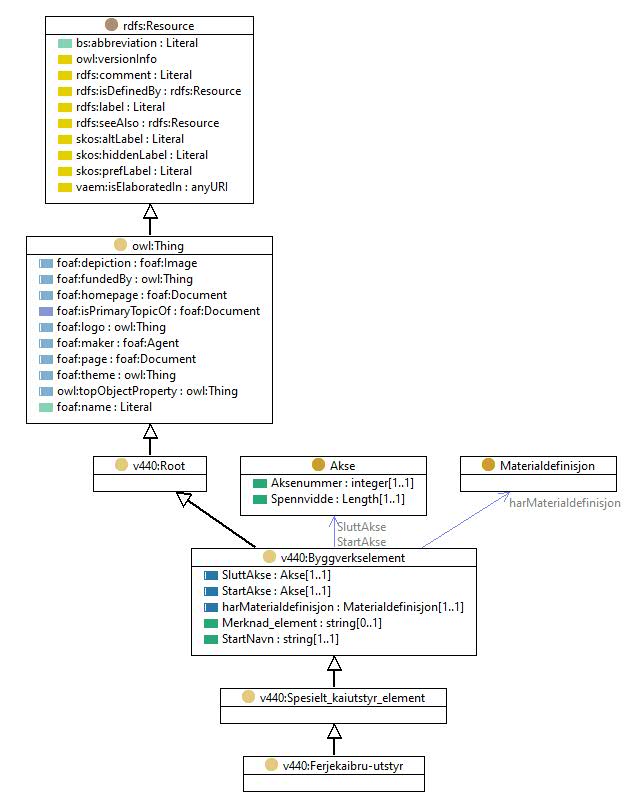 rdfs:Resource
bs:abbreviation : Literal
owl:versionInfo
rdfs:comment : Literal
rdfs:isDefinedBy : rdfs:Resource
rdfs:label : Literal
rdfs:seeAlso : rdfs:Resource
skos:altLabel : Literal
skos:hiddenLabel : Literal
skos:prefLabel : Literal
vaem:isElaboratedIn : anyURI
owl:Thing
foaf:depiction : foaf:Image
foaf:fundedBy : owl:Thing
foaf:homepage : foaf:Document
foaf:isPrimaryTopicOf : foaf:Document
foaf:logo : owl:Thing
foaf:maker : foaf:Agent
foaf:page : foaf:Document
foaf:theme : owl:Thing
owl:topObjectProperty : owl:Thing
foaf:name : Literal
v440:Root
Akse
Aksenummer : integer[1..1]
Spennvidde : Length[1..1]
Materialdefinisjon
harMaterialdefinisjon
SluttAkse
StartAkse
v440:Byggverkselement
SluttAkse : Akse[1..1]
StartAkse : Akse[1..1]
harMaterialdefinisjon : Materialdefinisjon[1..1]
Merknad_element : string[0..1]
StartNavn : string[1..1]
v440:Spesielt_kaiutstyr_element
v440:Ferjekaibru-utstyr